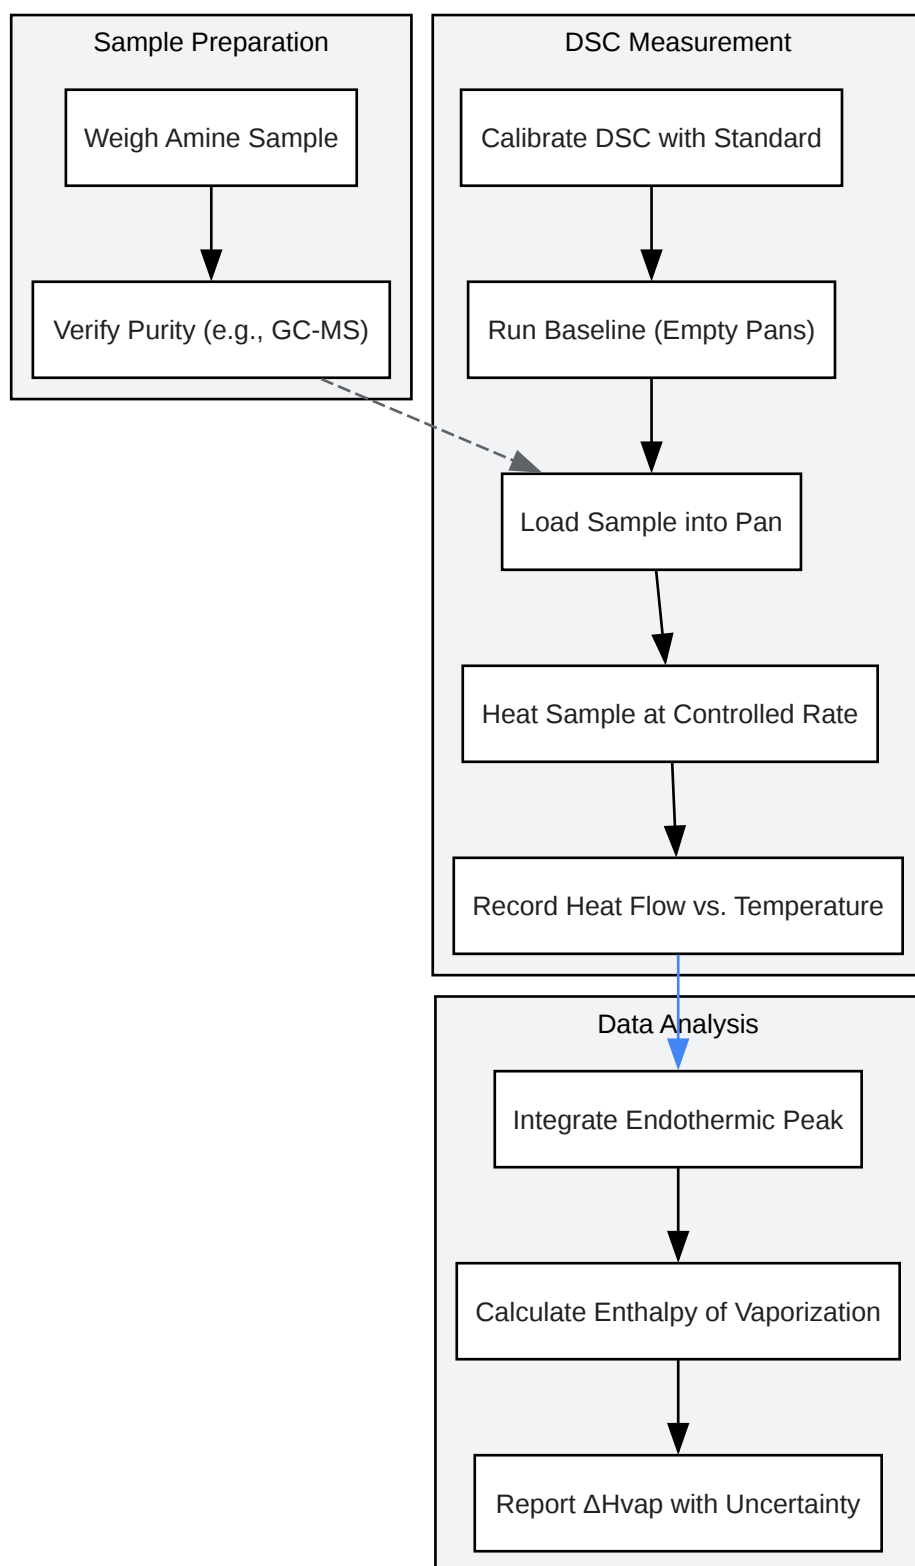 Sample Preparation
Weigh Amine Sample
Verify Purity (e.g., GC-MS)
DSC Measurement
Calibrate DSC with Standard
Run Baseline (Empty Pans)
Load Sample into Pan
Heat Sample at Controlled Rate
Record Heat Flow vs. Temperature
Data Analysis
Integrate Endothermic Peak
Calculate Enthalpy of Vaporization
Report ΔHvap with Uncertainty